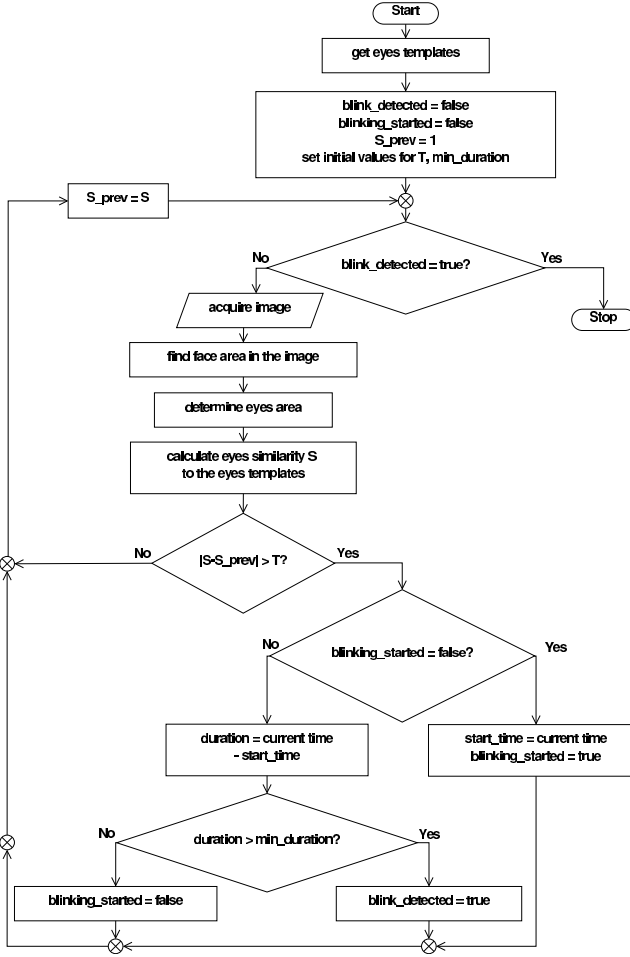 Start
get eyes templates
blink_detected = false
blinking_started = false
S_prev = 1
set initial values for T, min_duration
S_prev = S
No
blink_detected = true?
Yes
acquire image
Stop
find face area in the image
determine eyes area
calculate eyes similarity S
to the eyes templates
No
|S-S_prev| > T?
Yes
No
blinking_started = false?
Yes
duration = current time
- start_time
start_time = current time
blinking_started = true
No
duration > min_duration?
Yes
blinking_started = false
blink_detected = true